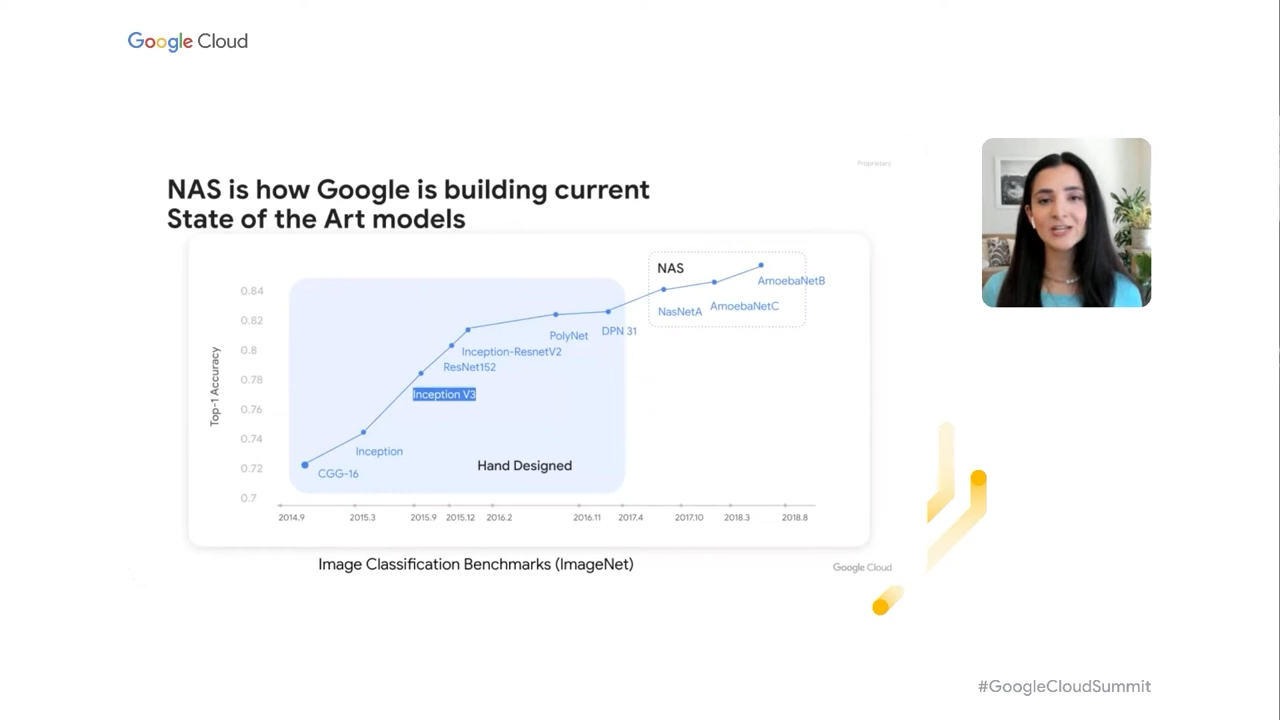 Google Cloud
Proprietary
NAS is how Google is building current
State of the Art models
NAS
AmoebaNetB
0.84
NasNetA
AmoebaNetC
0.82
DPN 31
PolyNet
0.8
Inception-ResnetV2
ResNet152
0.78
Inception V3
Top-1 Accuracy
0.76
0.74
Inception
Hand Designed
0.72
CGG-16
0.7
2014.9 2015.3 2015.9 2015.12 2016.2 2016.11 2017.4 2017.10 2018.3 2018.8
Image Classification Benchmarks (ImageNet)
Google Cloud
#GoogleCloudSummit